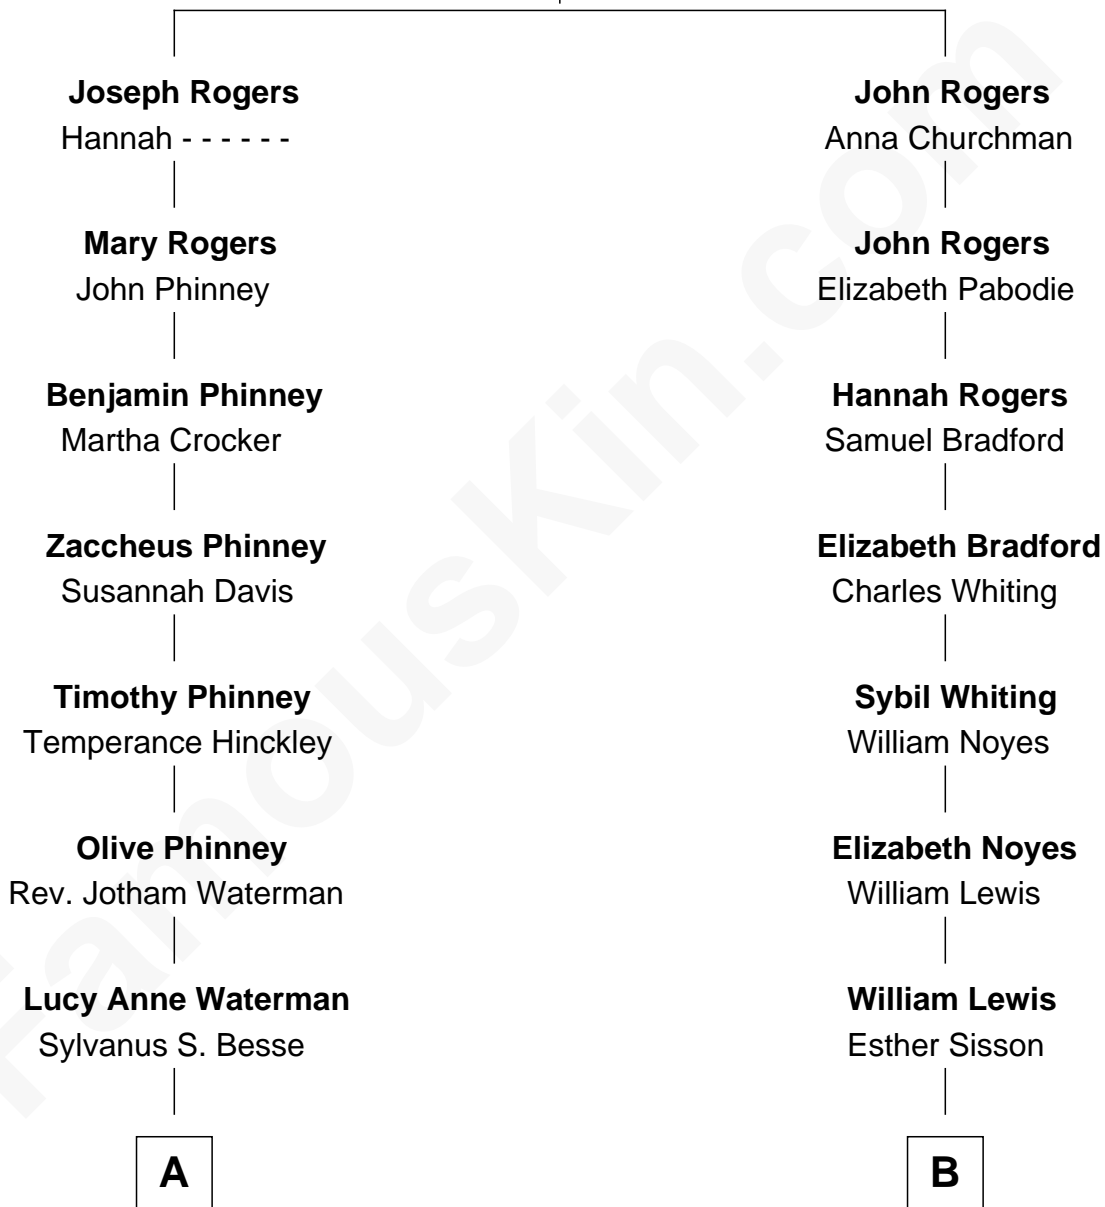 Joseph Rogers
Hannah - - - - - -
Mary Rogers
John Phinney
Benjamin Phinney
Martha Crocker
Zaccheus Phinney
Susannah Davis
Timothy Phinney
Temperance Hinckley
Olive Phinney
Rev. Jotham Waterman
Lucy Anne Waterman
Sylvanus S. Besse
A
John Rogers
Anna Churchman
John Rogers
Elizabeth Pabodie
Hannah Rogers
Samuel Bradford
Elizabeth Bradford
Charles Whiting
Sybil Whiting
William Noyes
Elizabeth Noyes
William Lewis
William Lewis
Esther Sisson
B
FamousKin.com